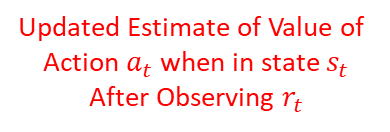 Updated Estimate of Value of
Action $a_t$ when in state $s_t$
After Observing $r_t$